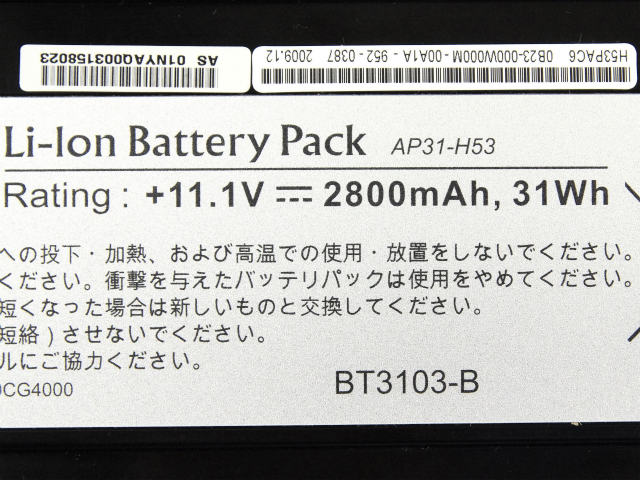 AS 01NYAQ0003158023
H53PAC6 0B23-000W000M - 00A1A - 952 - 0387 2009.12
Li-Ion Battery Pack AP31-H53
Rating : +11.1V ⎓ 2800mAh, 31Wh
への投下・加熱、および高温での使用・放置をしないでください。
ください。衝撃を与えたバッテリパックは使用をやめてください。
短くなった場合は新しいものと交換してください。
短絡）させないでください。
ルにご協力ください。
0CG4000
BT3103-B